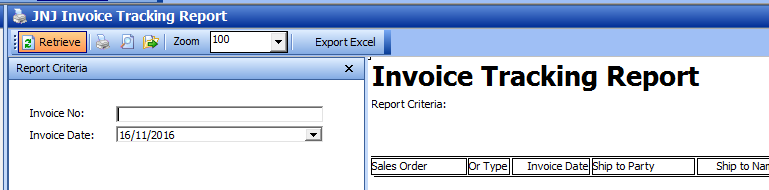 JNJ Invoice Tracking Report
Retrieve Zoom 100 Export Excel
Report Criteria
Invoice No:
Invoice Date: 16/11/2016
Invoice Tracking Report
Report Criteria:
Sales Order Or Type Invoice Date Ship to Party Ship to Nar